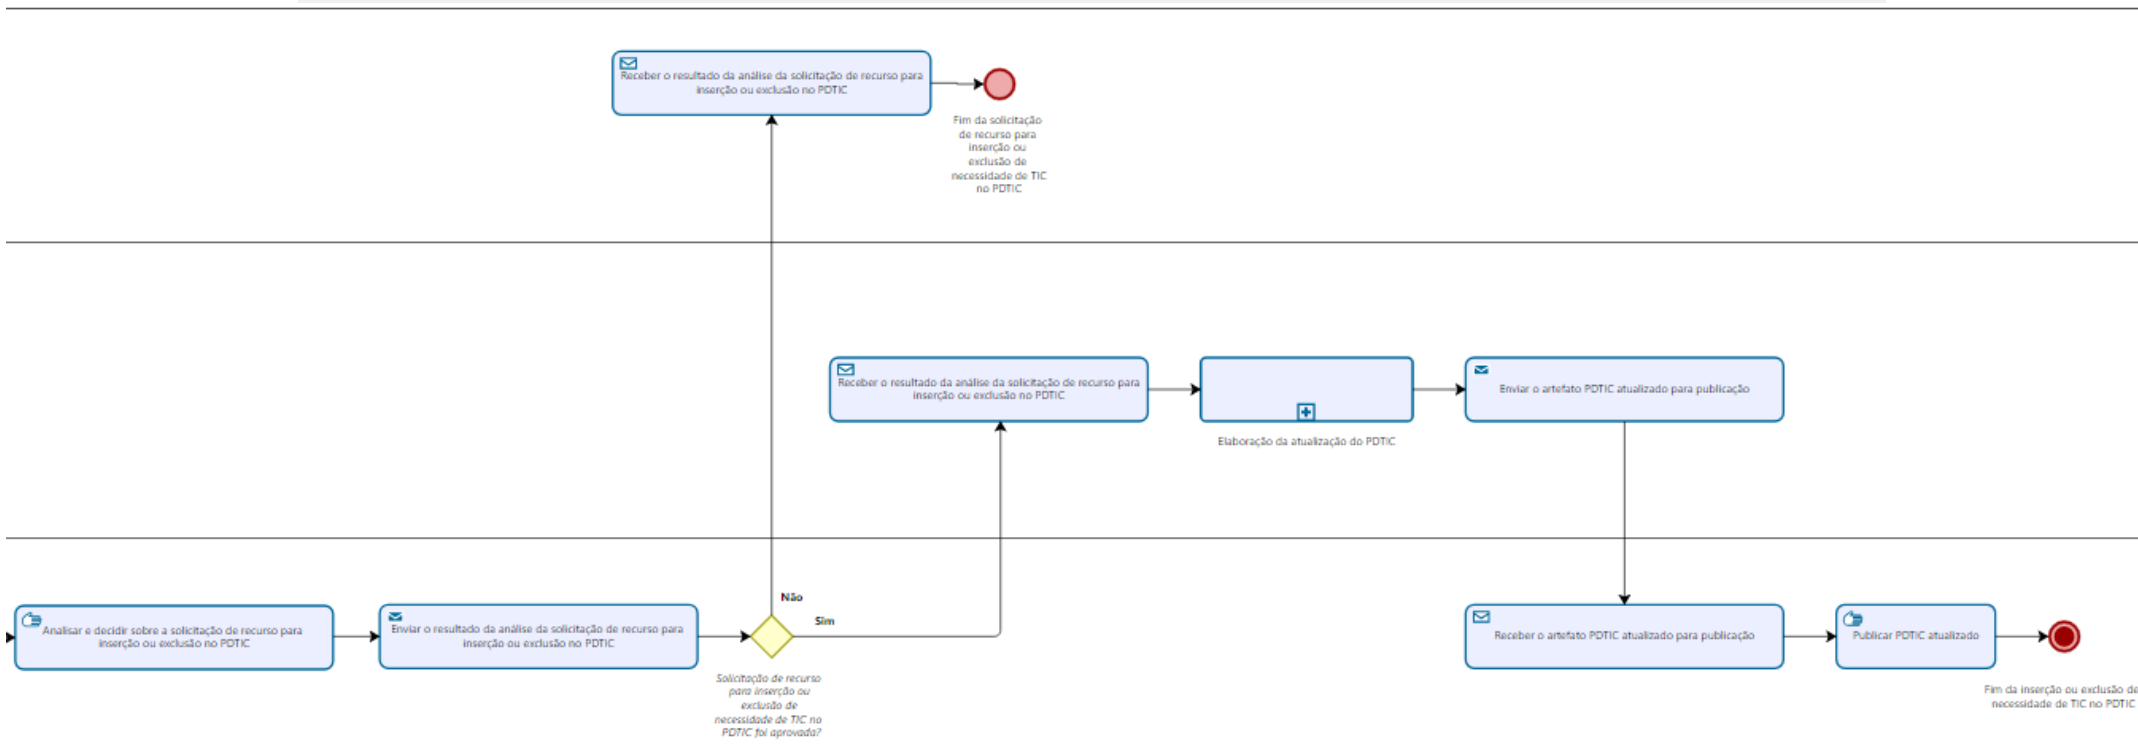 Receber o resultado da análise da solicitação de recurso para
inserção ou exclusão no PDTIC
Fim da solicitação
de recurso para
inserção ou
exclusão de
necessidade de TIC
no PDTIC
Receber o resultado da análise da solicitação de recurso para
inserção ou exclusão no PDTIC
Elaboração da atualização do PDTIC
Enviar o artefato PDTIC atualizado para publicação
Analisar e decidir sobre a solicitação de recurso para
inserção ou exclusão no PDTIC
Enviar o resultado da análise da solicitação de recurso para
inserção ou exclusão no PDTIC
Não
Sim
Solicitação de recurso
para inserção ou
exclusão de
necessidade de TIC no
PDTIC foi aprovada?
Receber o artefato PDTIC atualizado para publicação
Publicar PDTIC atualizado
Fim da inserção ou exclusão de
necessidade de TIC no PDTIC